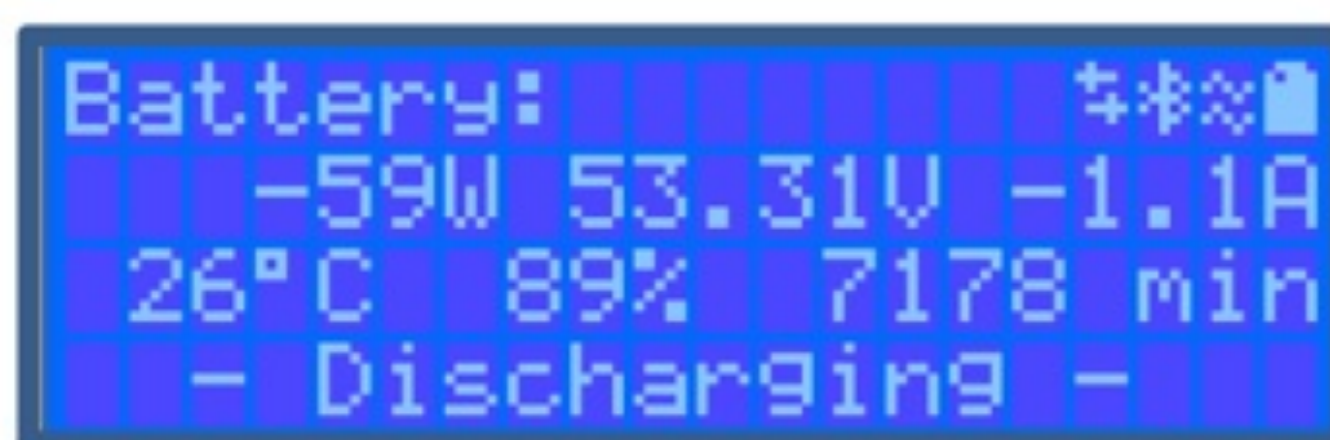 Battery:
-59W 53.31V -1.1A
26°C 89% 7178 min
- Discharging -